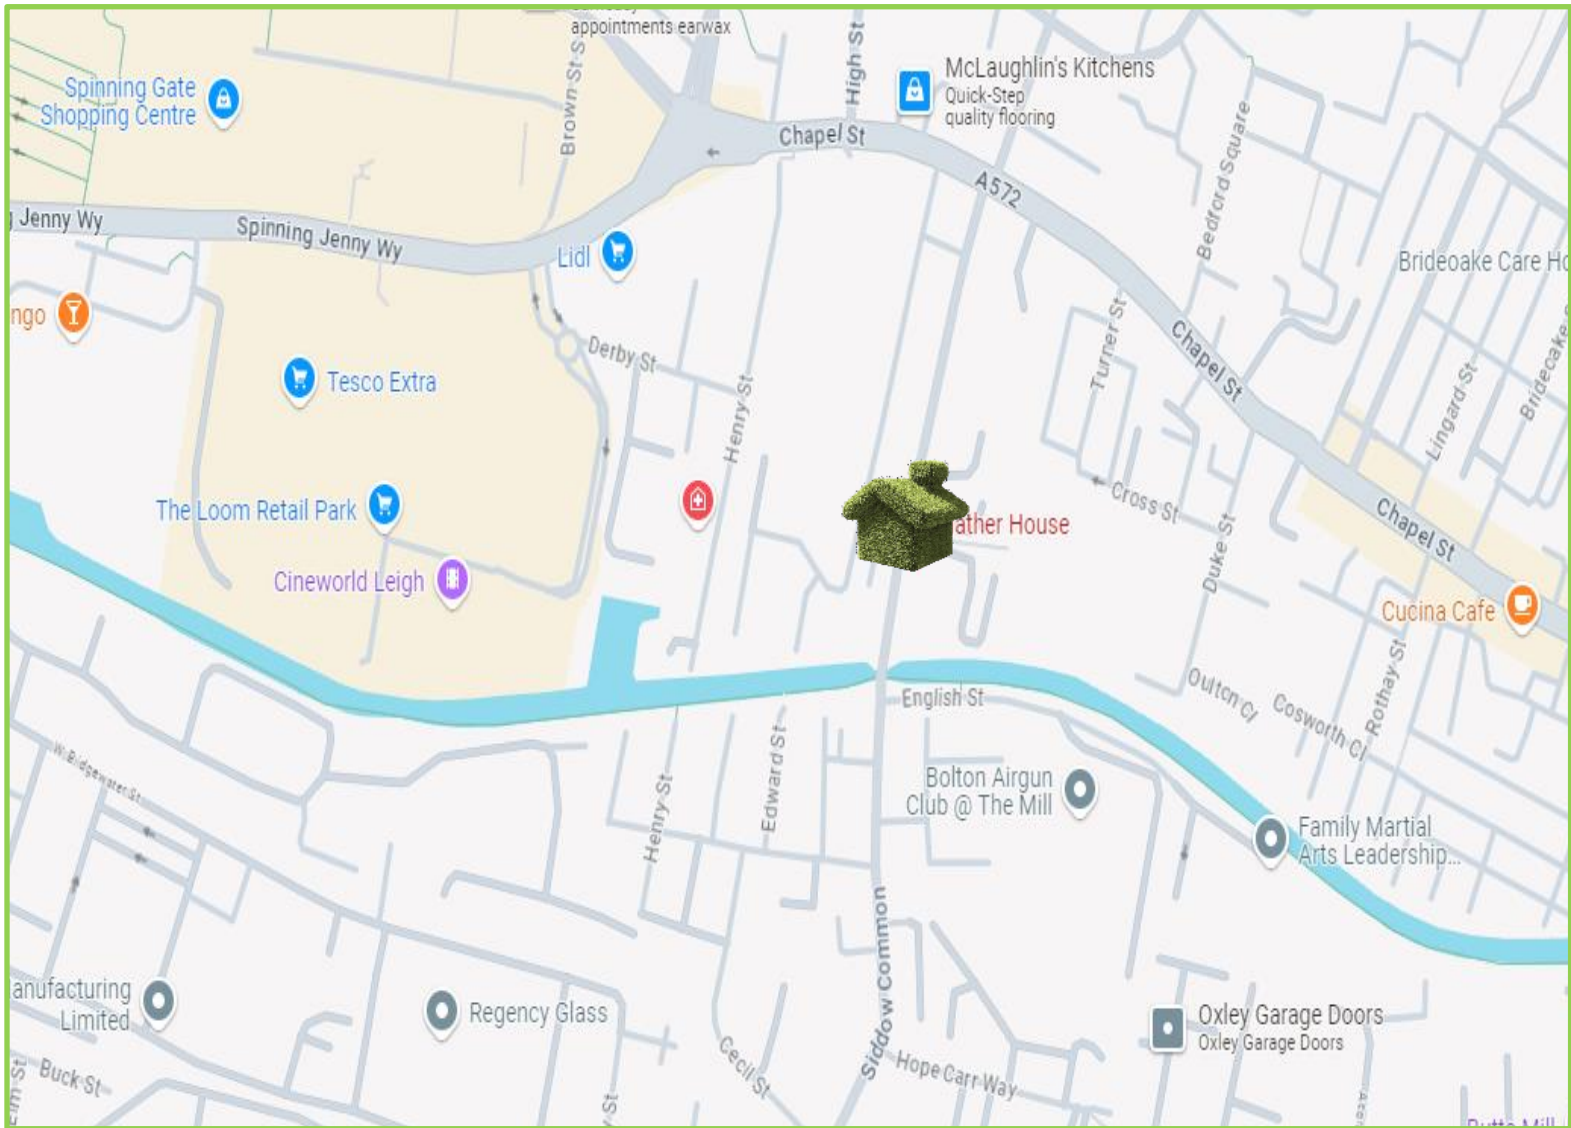 appointments earwax
Spinning Gate
Shopping Centre
Brown St S
High St
McLaughlin's Kitchens
Quick-Step
quality flooring
Chapel St
A572
Bedford Square
Jenny Wy
Spinning Jenny Wy
Lidl
Brideoake Care
ngo
Derby St
Turner St
Chapel St
Tesco Extra
Henry St
Lingard St
Brideoake
The Loom Retail Park
Cross St
ather House
Chapel St
Duke St
Cineworld Leigh
Cucina Cafe
English St
Oulton Cl
Cosworth Cl
Rothay St
W Bridgewater St
Edward St
Henry St
Bolton Airgun
Club @ The Mill
Family Martial
Arts Leadership...
Siddow Common
anufacturing
Limited
Regency Glass
Oxley Garage Doors
Oxley Garage Doors
Cecil St
Hope Carr Way
Buck St
Elm St
St